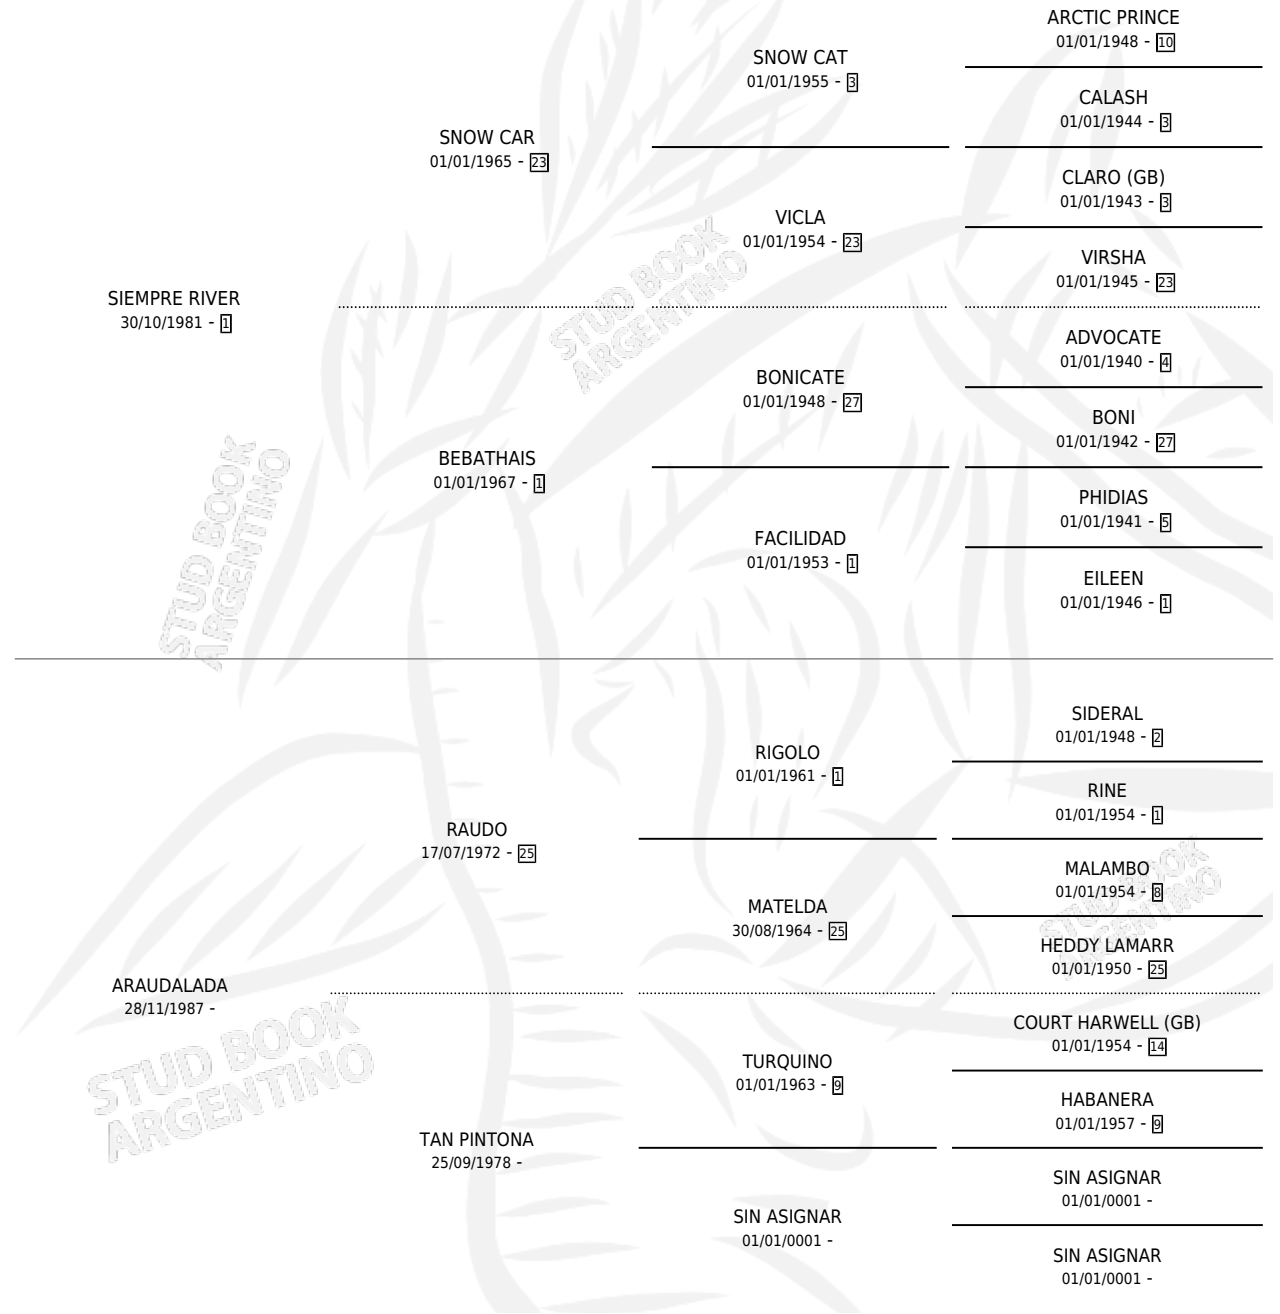 ARCTIC PRINCE
01/01/1948 - 10
SNOW CAT
01/01/1955 - 3
CALASH
01/01/1944 - 3
SNOW CAR
01/01/1965 - 23
CLARO (GB)
01/01/1943 - 3
VICLA
01/01/1954 - 23
VIRSHA
01/01/1945 - 23
SIEMPRE RIVER
30/10/1981 - 1
ADVOCATE
01/01/1940 - 4
BONICATE
01/01/1948 - 27
BONI
01/01/1942 - 27
BEBATHAIS
01/01/1967 - 1
PHIDIAS
01/01/1941 - 5
FACILIDAD
01/01/1953 - 1
EILEEN
01/01/1946 - 1
STUD BOOK
ARGENTINO
STUD BOOK
ARGENTINO
SIDERAL
01/01/1948 - 2
RIGOLO
01/01/1961 - 1
RINE
01/01/1954 - 1
RAUDO
17/07/1972 - 25
MALAMBO
01/01/1954 - 8
MATELDA
30/08/1964 - 25
HEDDY LAMARR
01/01/1950 - 25
ARAUDALADA
28/11/1987 -
COURT HARWELL (GB)
01/01/1954 - 14
TURQUINO
01/01/1963 - 9
HABANERA
01/01/1957 - 9
TAN PINTONA
25/09/1978 -
SIN ASIGNAR
01/01/0001 -
SIN ASIGNAR
01/01/0001 -
SIN ASIGNAR
01/01/0001 -
STUD BOOK
ARGENTINO
STUD BOOK
ARGENTINO